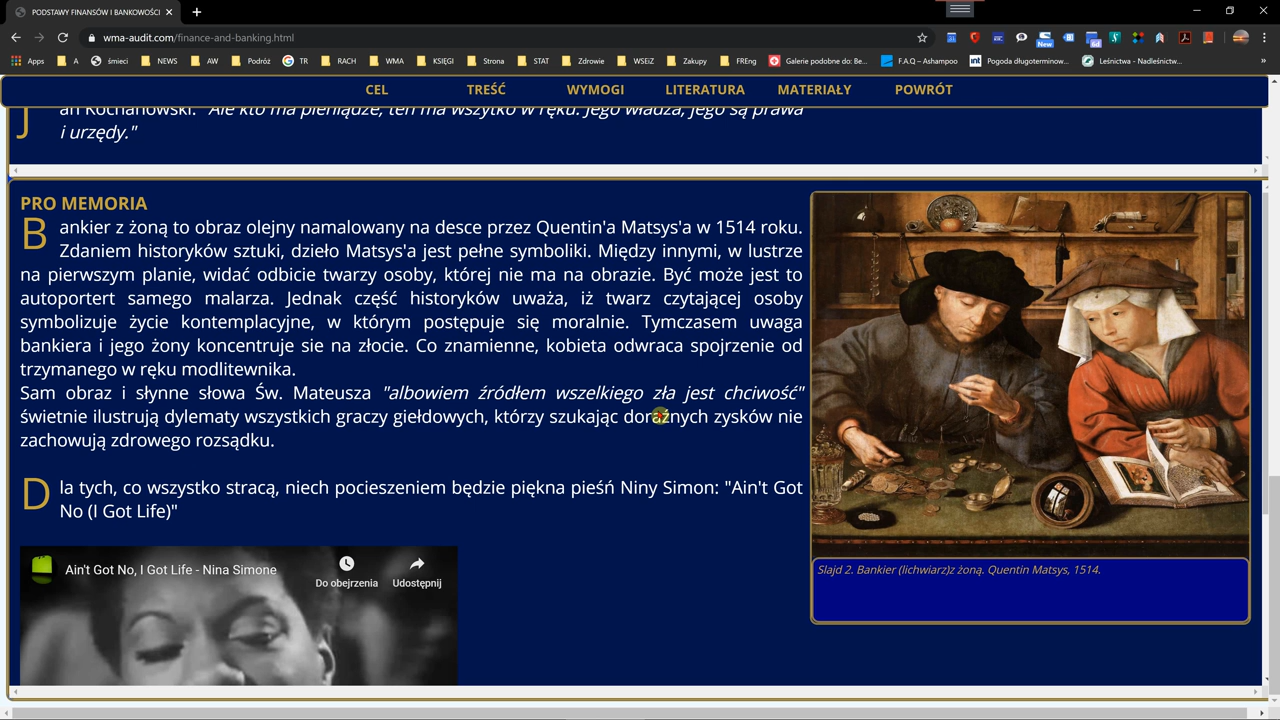 PODSTAWY FINANSÓW I BANKOWOŚCI
wma-audit.com/finance-and-banking.html
Apps A śmieci NEWS AW Podróż TR RACH WMA KSIĘGI Strona STAT Zdrowie WSEiZ Zakupy FREng Galerie podobne do: Be... F.A.Q – Ashampoo Pogoda długoterminow... Leśnictwa - Nadleśnictw...
New
6d
CEL TREŚĆ WYMOGI LITERATURA MATERIAŁY POWRÓT
Jan Kochanowski: "Ale kto ma pieniądze, ten ma wszytko w ręku. Jego władza, jego są prawa
i urzędy."
PRO MEMORIA
Bankier z żoną to obraz olejny namalowany na desce przez Quentin'a Matsys'a w 1514 roku.
Zdaniem historyków sztuki, dzieło Matsys'a jest pełne symboliki. Między innymi, w lustrze
na pierwszym planie, widać odbicie twarzy osoby, której nie ma na obrazie. Być może jest to
autoportert samego malarza. Jednak część historyków uważa, iż twarz czytającej osoby
symbolizuje życie kontemplacyjne, w którym postępuje się moralnie. Tymczasem uwaga
bankiera i jego żony koncentruje sie na złocie. Co znamienne, kobieta odwraca spojrzenie od
trzymanego w ręku modlitewnika.
Sam obraz i słynne słowa Św. Mateusza "albowiem źródłem wszelkiego zła jest chciwość"
świetnie ilustrują dylematy wszystkich graczy giełdowych, którzy szukając doraźnych zysków nie
zachowują zdrowego rozsądku.
Dla tych, co wszystko stracą, niech pocieszeniem będzie piękna pieśń Niny Simon: "Ain't Got
No (I Got Life)"
Ain't Got No, I Got Life - Nina Simone
Do obejrzenia Udostępnij
Slajd 2. Bankier (lichwiarz)z żoną. Quentin Matsys, 1514.